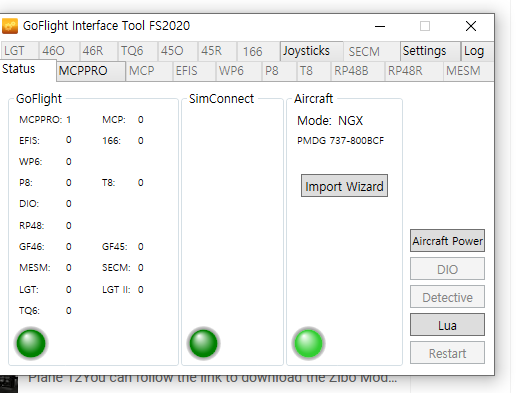 GoFlight Interface Tool FS2020
LGT 46O 46R TQ6 45O 45R 166 Joysticks SECM Settings Log
Status MCPPRO MCP EFIS WP6 P8 T8 RP48B RP48R MESM
GoFlight SimConnect Aircraft
MCPPRO: 1 MCP: 0 Mode: NGX
EFIS: 0 166: 0 PMDG 737-800BCF
WP6: 0
P8: 0 T8: 0 Import Wizard
DIO: 0
RP48: 0
GF46: 0 GF45: 0 Aircraft Power
MESM: 0 SECM: 0 DIO
LGT: 0 LGT II: 0 Detective
TQ6: 0
Lua
Restart
Plane 12You can follow the link to download the Zibo Mod...